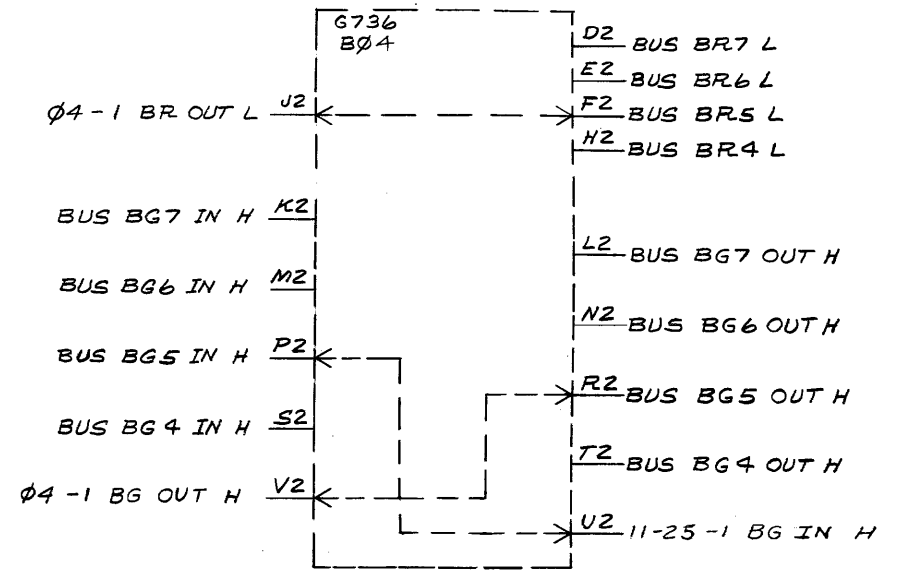 G736
BØ4
D2 BUS BR7 L
E2 BUS BR6 L
Ø4-1 BR OUT L J2
F2 BUS BR5 L
H2 BUS BR4 L
BUS BG7 IN H K2
L2 BUS BG7 OUT H
BUS BG6 IN H M2
N2 BUS BG6 OUT H
BUS BG5 IN H P2
R2 BUS BG5 OUT H
BUS BG4 IN H S2
T2 BUS BG4 OUT H
Ø4-1 BG OUT H V2
U2 11-25-1 BG IN H